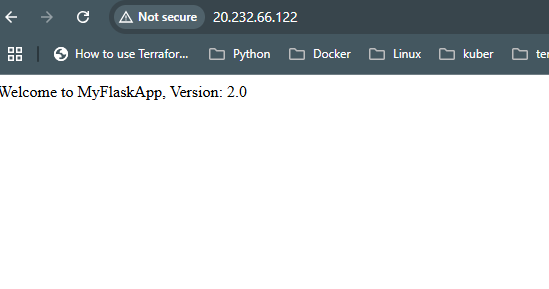 Not secure 20.232.66.122
How to use Terrafor... Python Docker Linux kuber
Welcome to MyFlaskApp, Version: 2.0